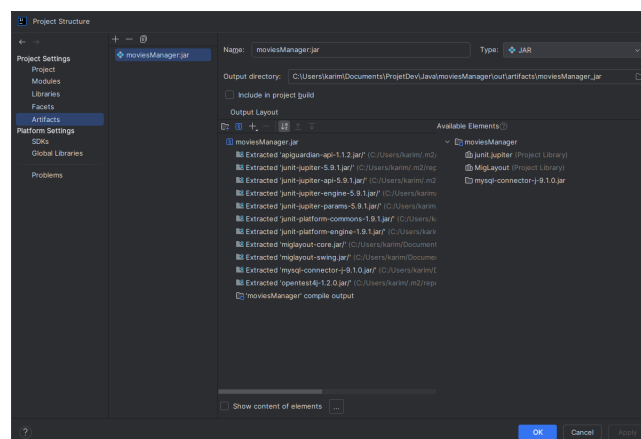 Project Structure
Project Settings
Project
Modules
Libraries
Facets
Artifacts
Platform Settings
SDKs
Global Libraries
Problems
moviesManager:jar
Name: moviesManager:jar
Type: JAR
Output directory: C:\Users\karim\Documents\ProjetDev\Java\moviesManager\out\artifacts\moviesManager_jar
Include in project build
Output Layout
Available Elements
moviesManager.jar
Extracted 'apiguardian-api-1.1.2.jar/' (C:/Users/karim/.m2/
Extracted 'junit-jupiter-5.9.1.jar/' (C:/Users/karim/.m2/rep
Extracted 'junit-jupiter-api-5.9.1.jar/' (C:/Users/karim/.m2
Extracted 'junit-jupiter-engine-5.9.1.jar/' (C:/Users/karim/
Extracted 'junit-jupiter-params-5.9.1.jar/' (C:/Users/karim
Extracted 'junit-platform-commons-1.9.1.jar/' (C:/Users/k
Extracted 'junit-platform-engine-1.9.1.jar/' (C:/Users/kari
Extracted 'miglayout-core.jar/' (C:/Users/karim/Document
Extracted 'miglayout-swing.jar/' (C:/Users/karim/Docume
Extracted 'mysql-connector-j-9.1.0.jar/' (C:/Users/karim/D
Extracted 'opentest4j-1.2.0.jar/' (C:/Users/karim/.m2/rep
'moviesManager' compile output
moviesManager
junit.jupiter (Project Library)
MigLayout (Project Library)
mysql-connector-j-9.1.0.jar
Show content of elements ...
? OK Cancel Apply